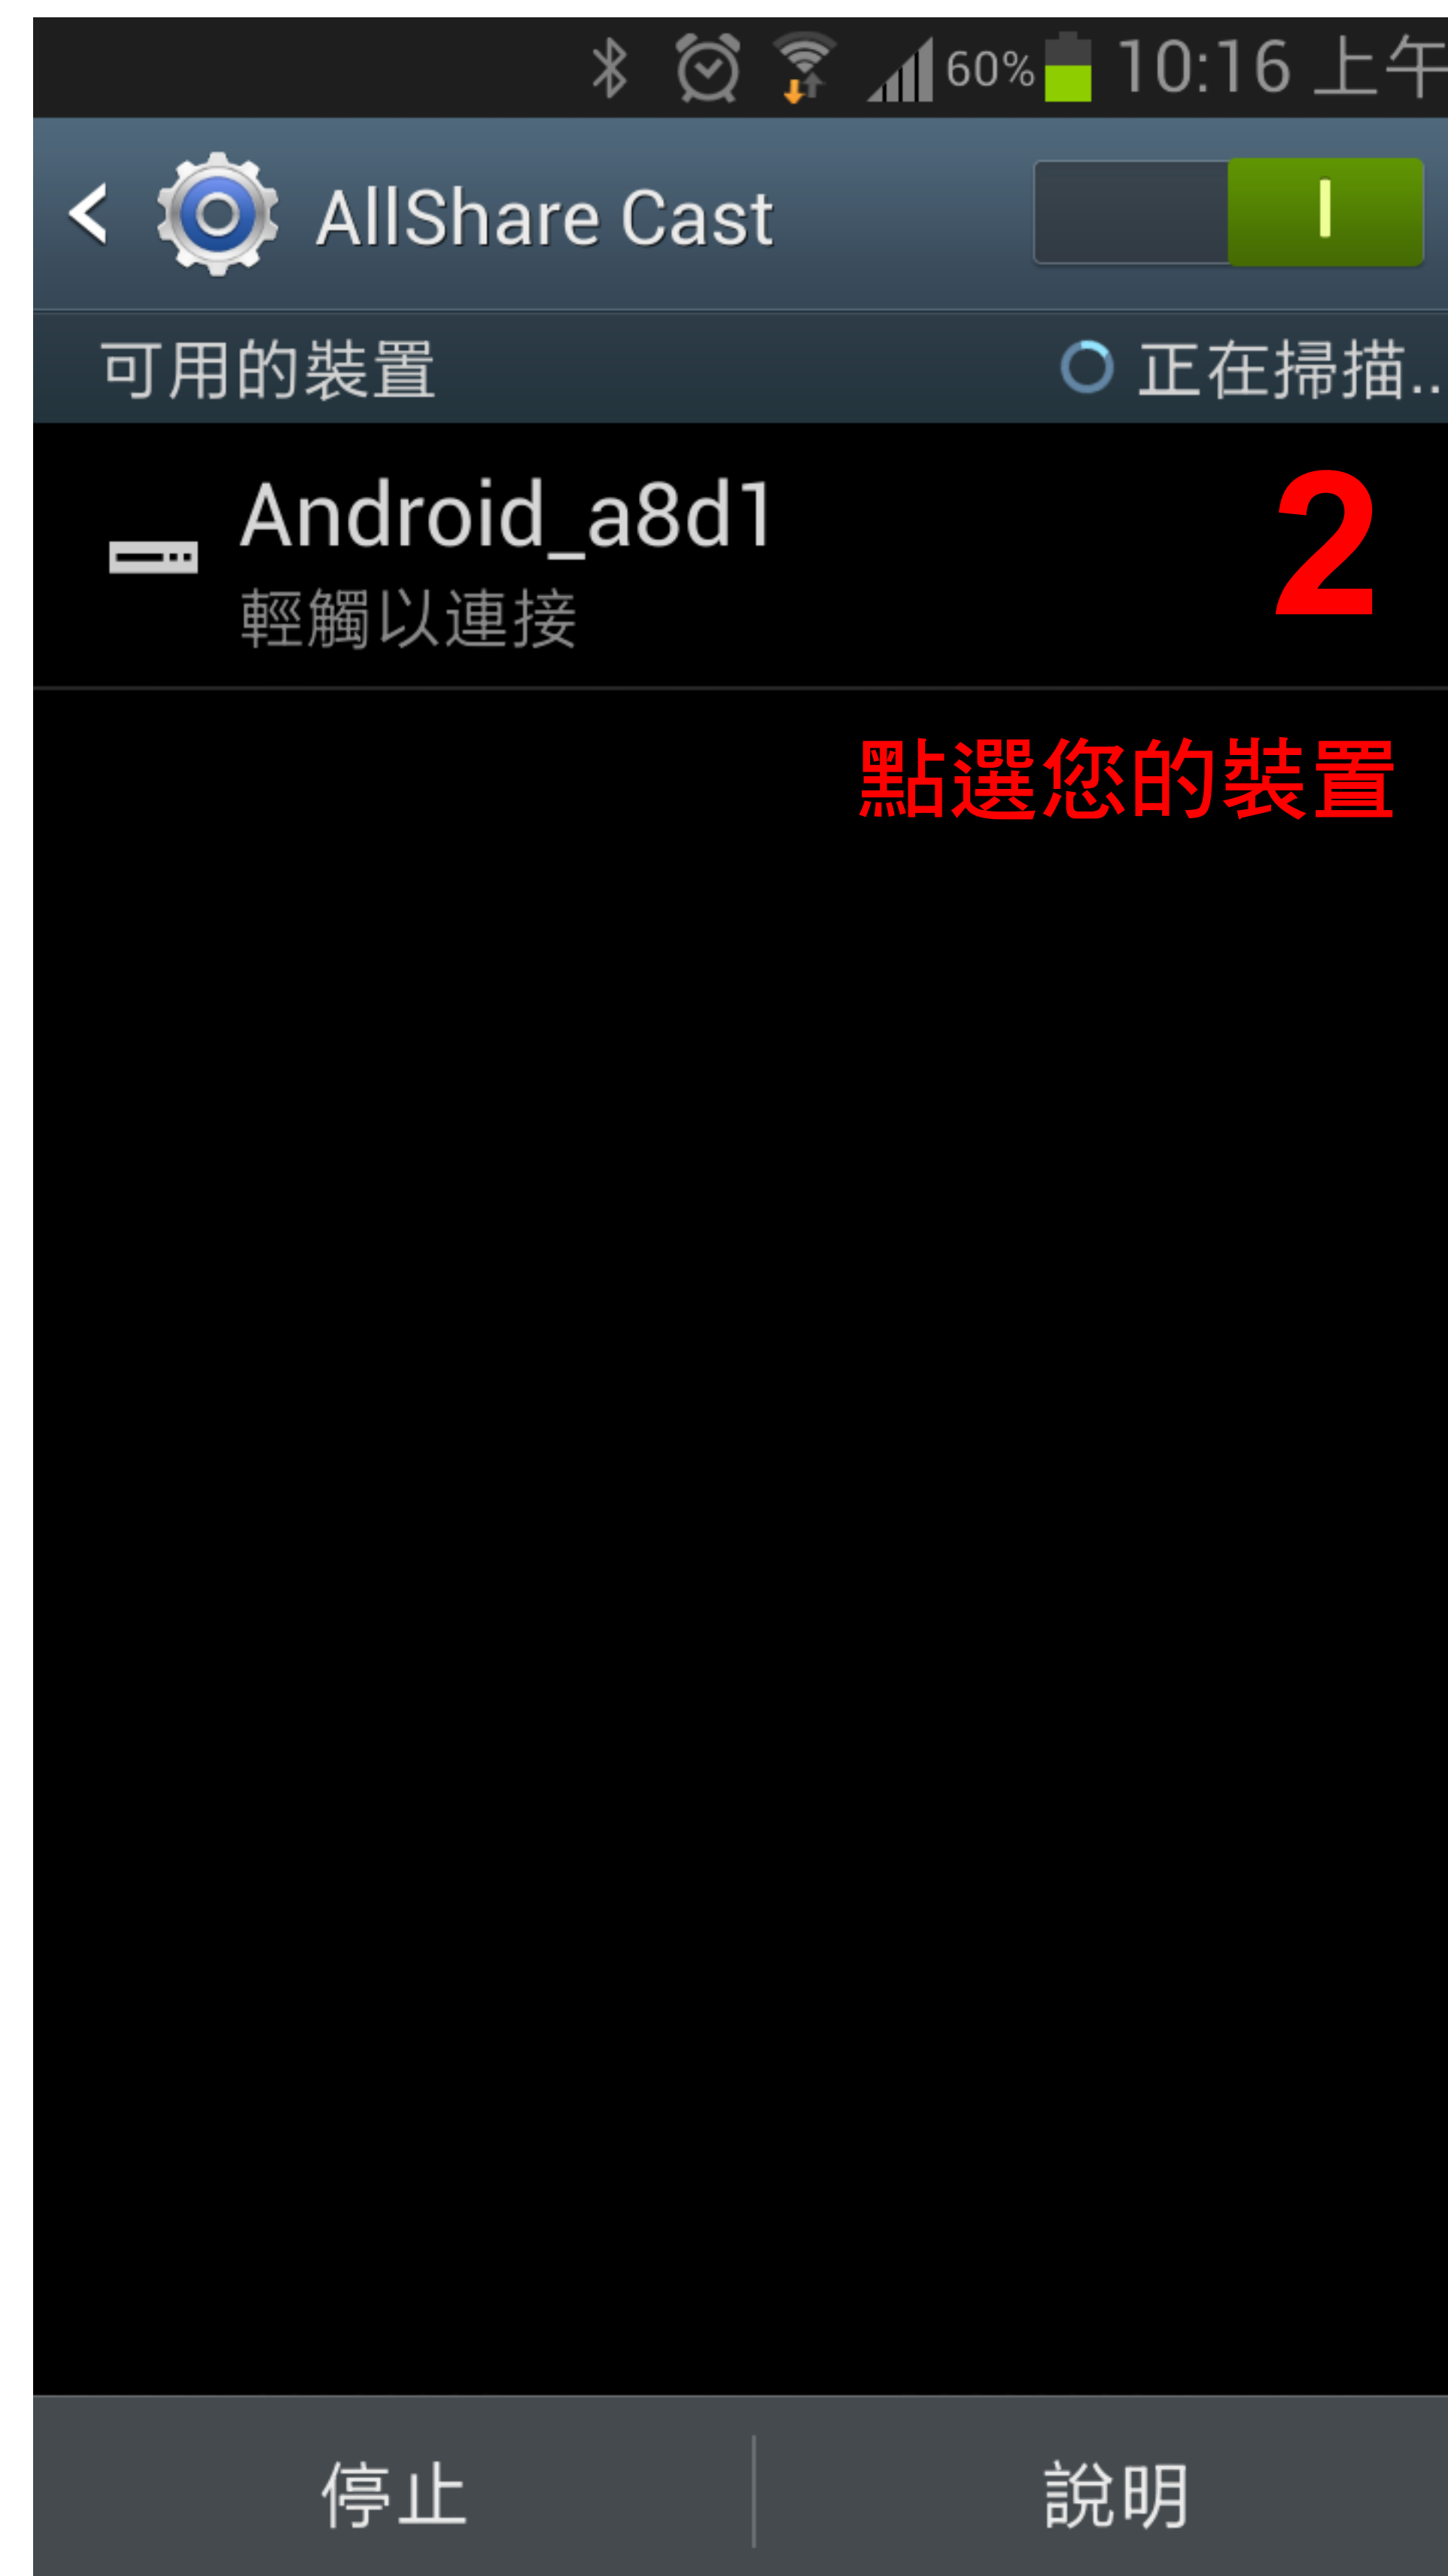 60% 10:16 上午
AllShare Cast
可用的裝置 正在掃描..
Android_a8d1
輕觸以連接
2
點選您的裝置
停止 說明